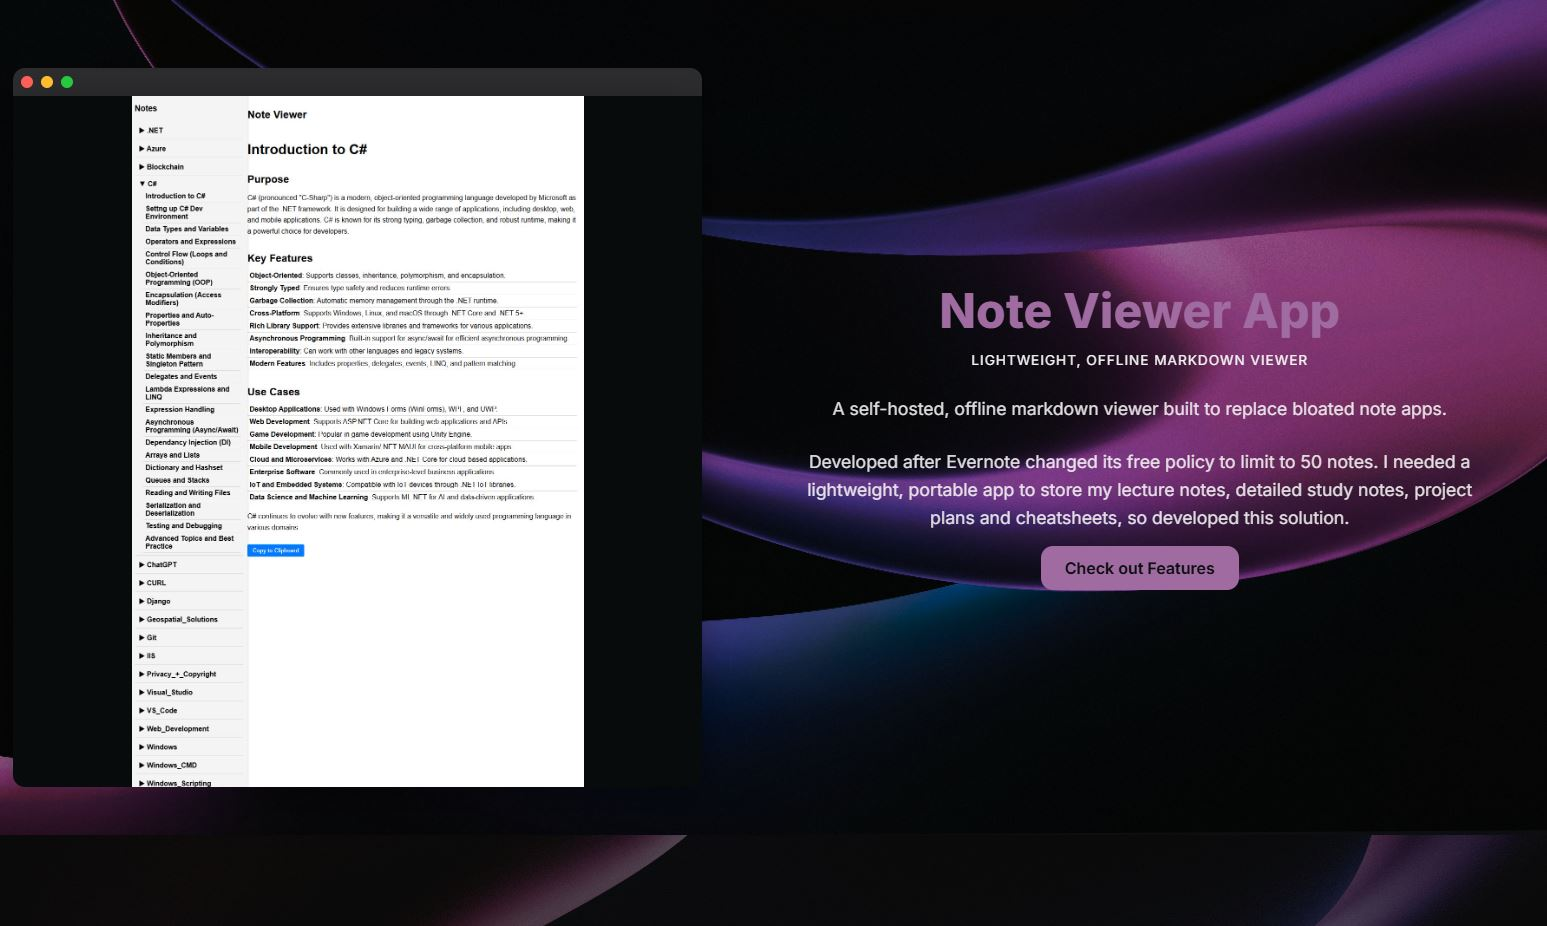 Notes
▶ .NET
▶ Azure
▶ Blockchain
▼ C#
Introduction to C#
Settng up C# Dev
Environment
Data Types and Variables
Operators and Expressions
Control Flow (Loops and
Conditions)
Object-Oriented
Programming (OOP)
Encapsulation (Access
Modifiers)
Properties and Auto-
Properties
Inheritance and
Polymorphism
Static Members and
Singleton Pattern
Delegates and Events
Lambda Expressions and
LINQ
Expression Handling
Asynchronous
Programming (Async/Await)
Dependancy Injection (DI)
Arrays and Lists
Dictionary and Hashset
Queues and Stacks
Reading and Writing Files
Serialization and
Deserialization
Testing and Debugging
Advanced Topics and Best
Practice
▶ ChatGPT
▶ CURL
▶ Django
▶ Geospatial_Solutions
▶ Git
▶ IIS
▶ Privacy_+_Copyright
▶ Visual_Studio
▶ VS_Code
▶ Web_Development
▶ Windows
▶ Windows_CMD
▶ Windows_Scripting
Note Viewer
Introduction to C#
Purpose
C# (pronounced "C-Sharp") is a modern, object-oriented programming language developed by Microsoft as
part of the .NET framework. It is designed for building a wide range of applications, including desktop, web,
and mobile applications. C# is known for its strong typing, garbage collection, and robust runtime, making it
a powerful choice for developers.
Key Features
Object-Oriented: Supports classes, inheritance, polymorphism, and encapsulation.
Strongly Typed: Ensures type safety and reduces runtime errors.
Garbage Collection: Automatic memory management through the .NET runtime.
Cross-Platform: Supports Windows, Linux, and macOS through .NET Core and .NET 5+.
Rich Library Support: Provides extensive libraries and frameworks for various applications.
Asynchronous Programming: Built-in support for async/await for efficient asynchronous programming.
Interoperability: Can work with other languages and legacy systems.
Modern Features: Includes properties, delegates, events, LINQ, and pattern matching.
Use Cases
Desktop Applications: Used with Windows Forms (WinForms), WPF, and UWP.
Web Development: Supports ASP.NET Core for building web applications and APIs.
Game Development: Popular in game development using Unity Engine.
Mobile Development: Used with Xamarin/.NET MAUI for cross-platform mobile apps.
Cloud and Microservices: Works with Azure and .NET Core for cloud-based applications.
Enterprise Software: Commonly used in enterprise-level business applications.
IoT and Embedded Systems: Compatible with IoT devices through .NET IoT libraries.
Data Science and Machine Learning: Supports ML.NET for AI and data-driven applications.
C# continues to evolve with new features, making it a versatile and widely used programming language in
various domains.
Copy to Clipboard
Note Viewer App
LIGHTWEIGHT, OFFLINE MARKDOWN VIEWER
A self-hosted, offline markdown viewer built to replace bloated note apps.
Developed after Evernote changed its free policy to limit to 50 notes. I needed a
lightweight, portable app to store my lecture notes, detailed study notes, project
plans and cheatsheets, so developed this solution.
Check out Features